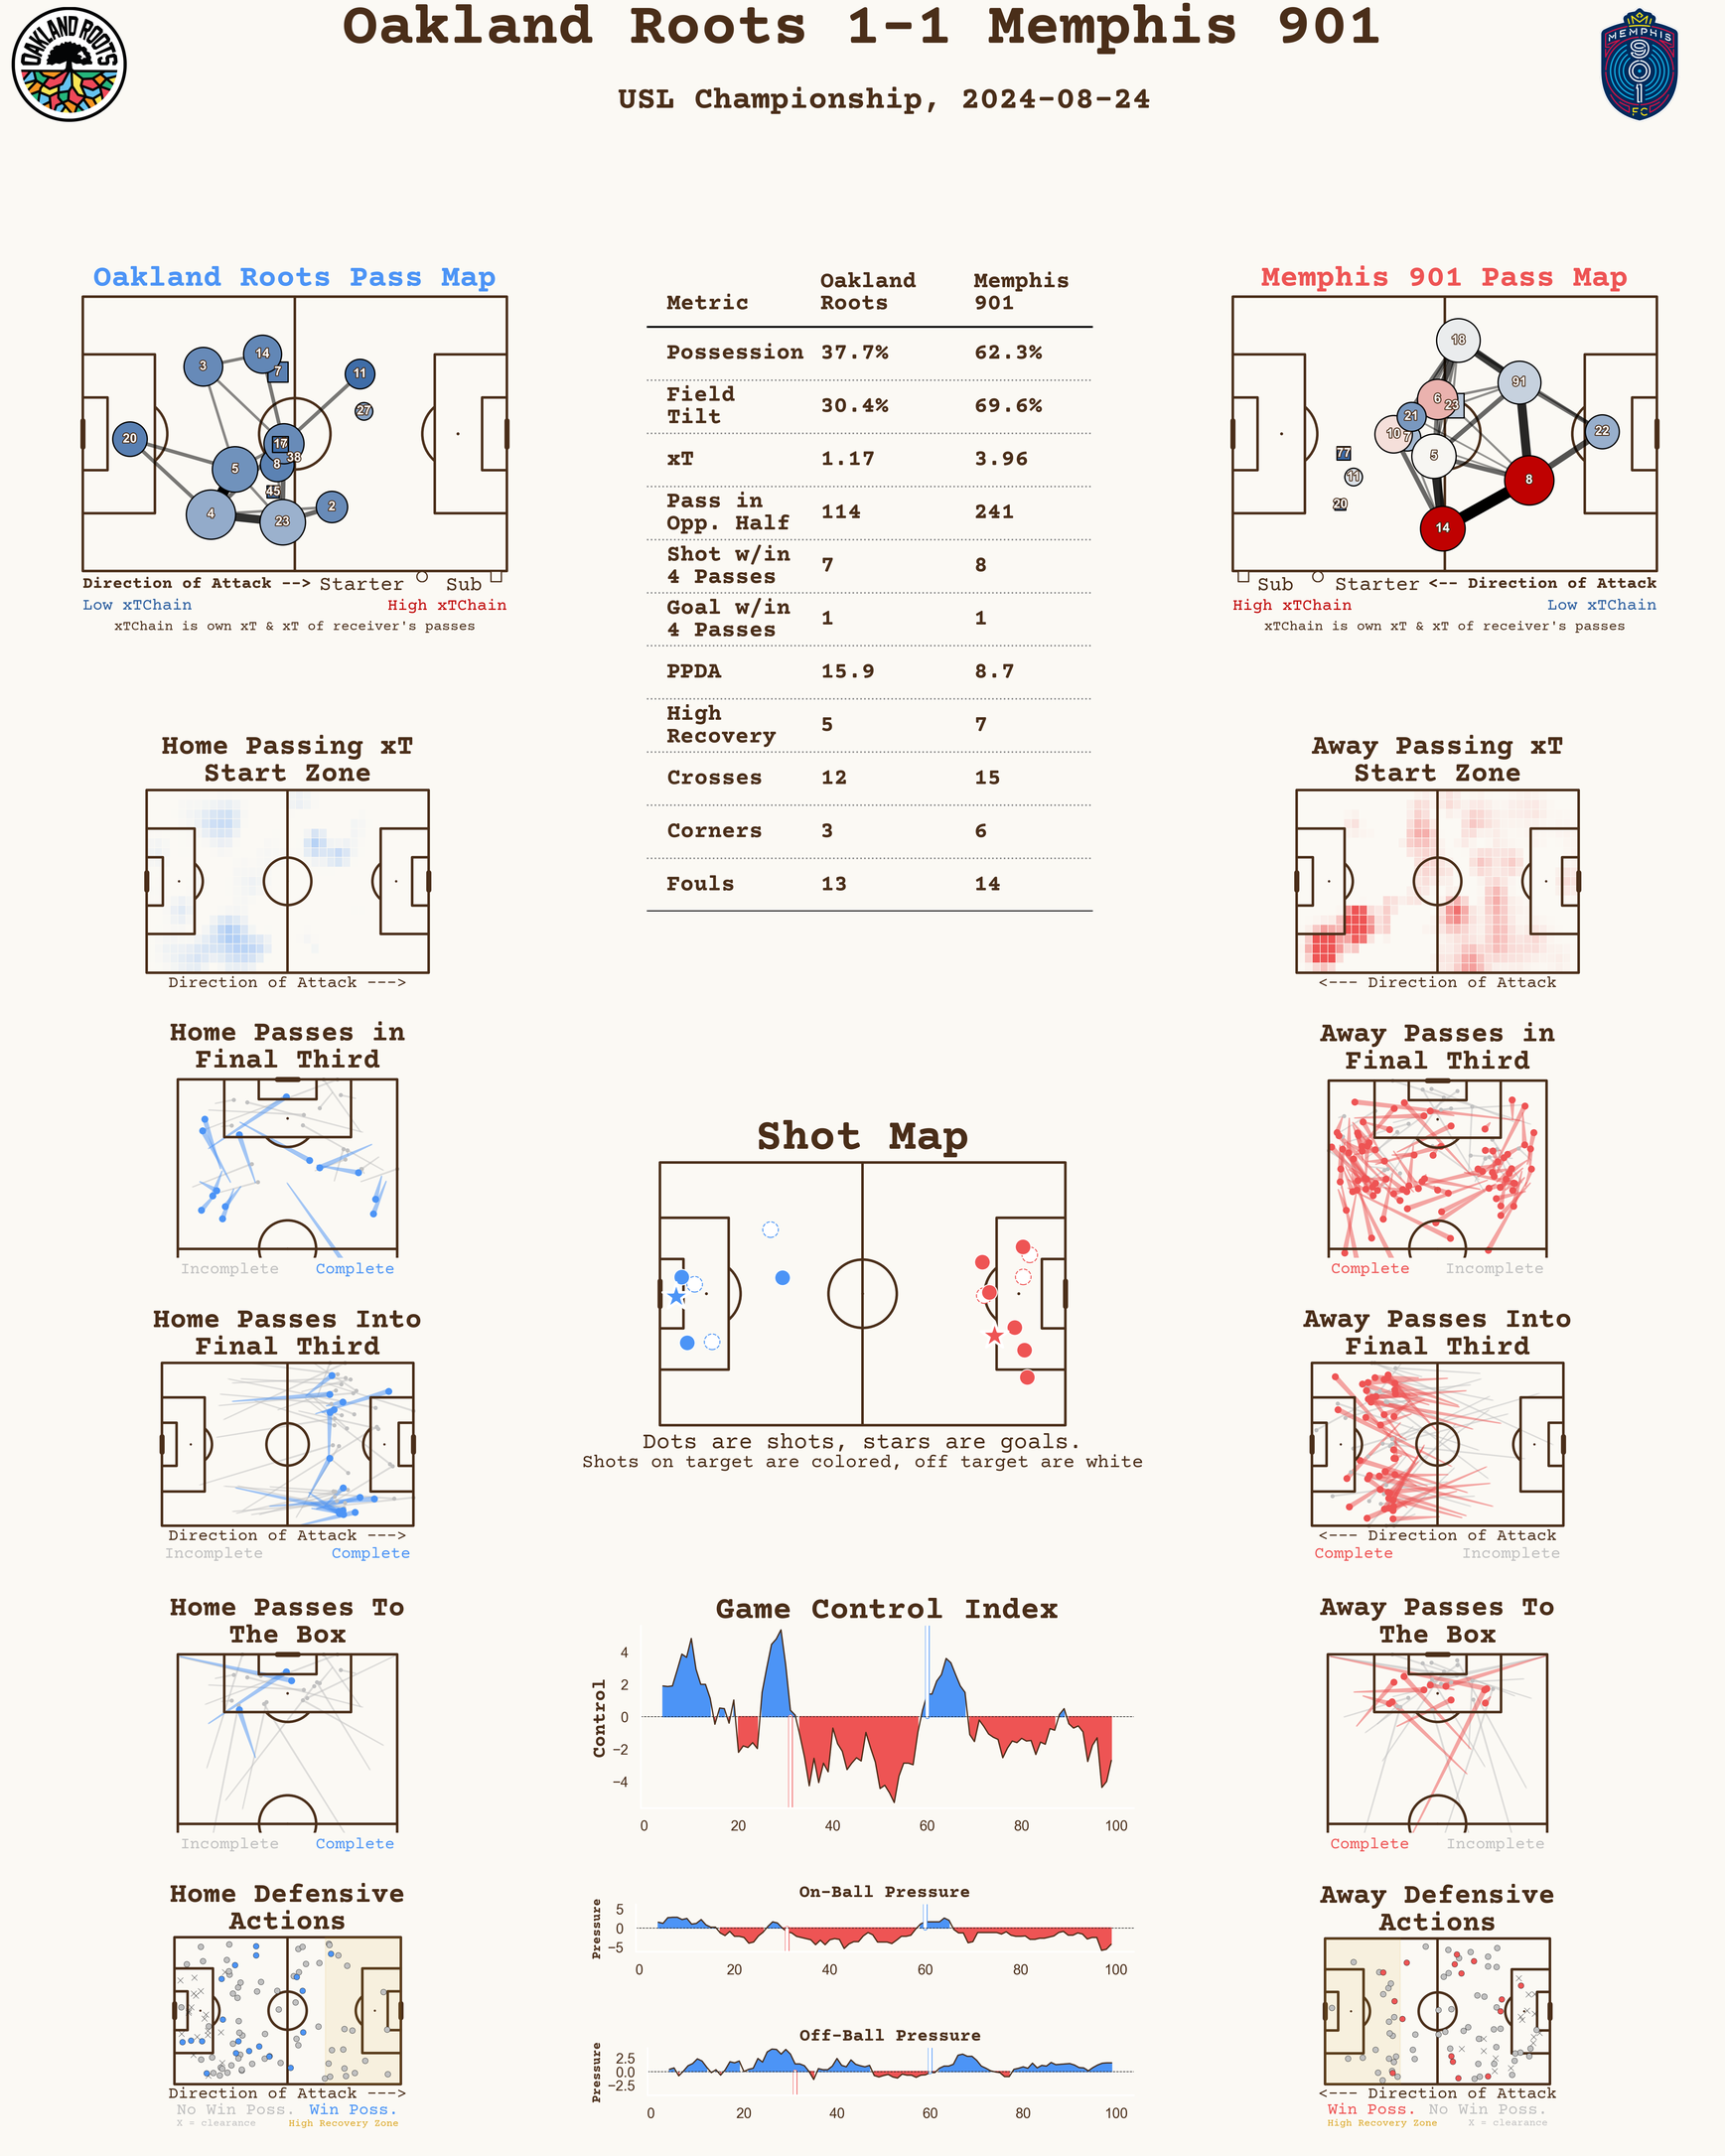 Oakland Roots 1-1 Memphis 901
USL Championship, 2024-08-24
OAKLAND ROOTS
MEMPHIS
901
FC
Oakland Roots Pass Map
3
14
7
11
27
20
17
38
5
8
45
4
23
2
Direction of Attack --> Starter Sub
Low xTChain High xTChain
xTChain is own xT & xT of receiver's passes
Metric Oakland Roots Memphis 901
Possession 37.7% 62.3%
Field Tilt 30.4% 69.6%
xT 1.17 3.96
Pass in Opp. Half 114 241
Shot w/in 4 Passes 7 8
Goal w/in 4 Passes 1 1
PPDA 15.9 8.7
High Recovery 5 7
Crosses 12 15
Corners 3 6
Fouls 13 14
Memphis 901 Pass Map
18
91
6
23
21
10
7
22
5
77
11
8
20
14
Sub Starter <-- Direction of Attack
High xTChain Low xTChain
xTChain is own xT & xT of receiver's passes
Home Passing xT
Start Zone
Direction of Attack --->
Away Passing xT
Start Zone
<--- Direction of Attack
Home Passes in
Final Third
Incomplete Complete
Away Passes in
Final Third
Complete Incomplete
Shot Map
Dots are shots, stars are goals.
Shots on target are colored, off target are white
Home Passes Into
Final Third
Direction of Attack --->
Incomplete Complete
Away Passes Into
Final Third
<--- Direction of Attack
Complete Incomplete
Home Passes To
The Box
Incomplete Complete
Game Control Index
Control
4
2
0
−2
−4
0 20 40 60 80 100
Away Passes To
The Box
Complete Incomplete
Home Defensive
Actions
Direction of Attack --->
No Win Poss. Win Poss.
X = clearance High Recovery Zone
On-Ball Pressure
Pressure
5
0
−5
0 20 40 60 80 100
Off-Ball Pressure
Pressure
2.5
0.0
−2.5
0 20 40 60 80 100
Away Defensive
Actions
<--- Direction of Attack
Win Poss. No Win Poss.
High Recovery Zone X = clearance